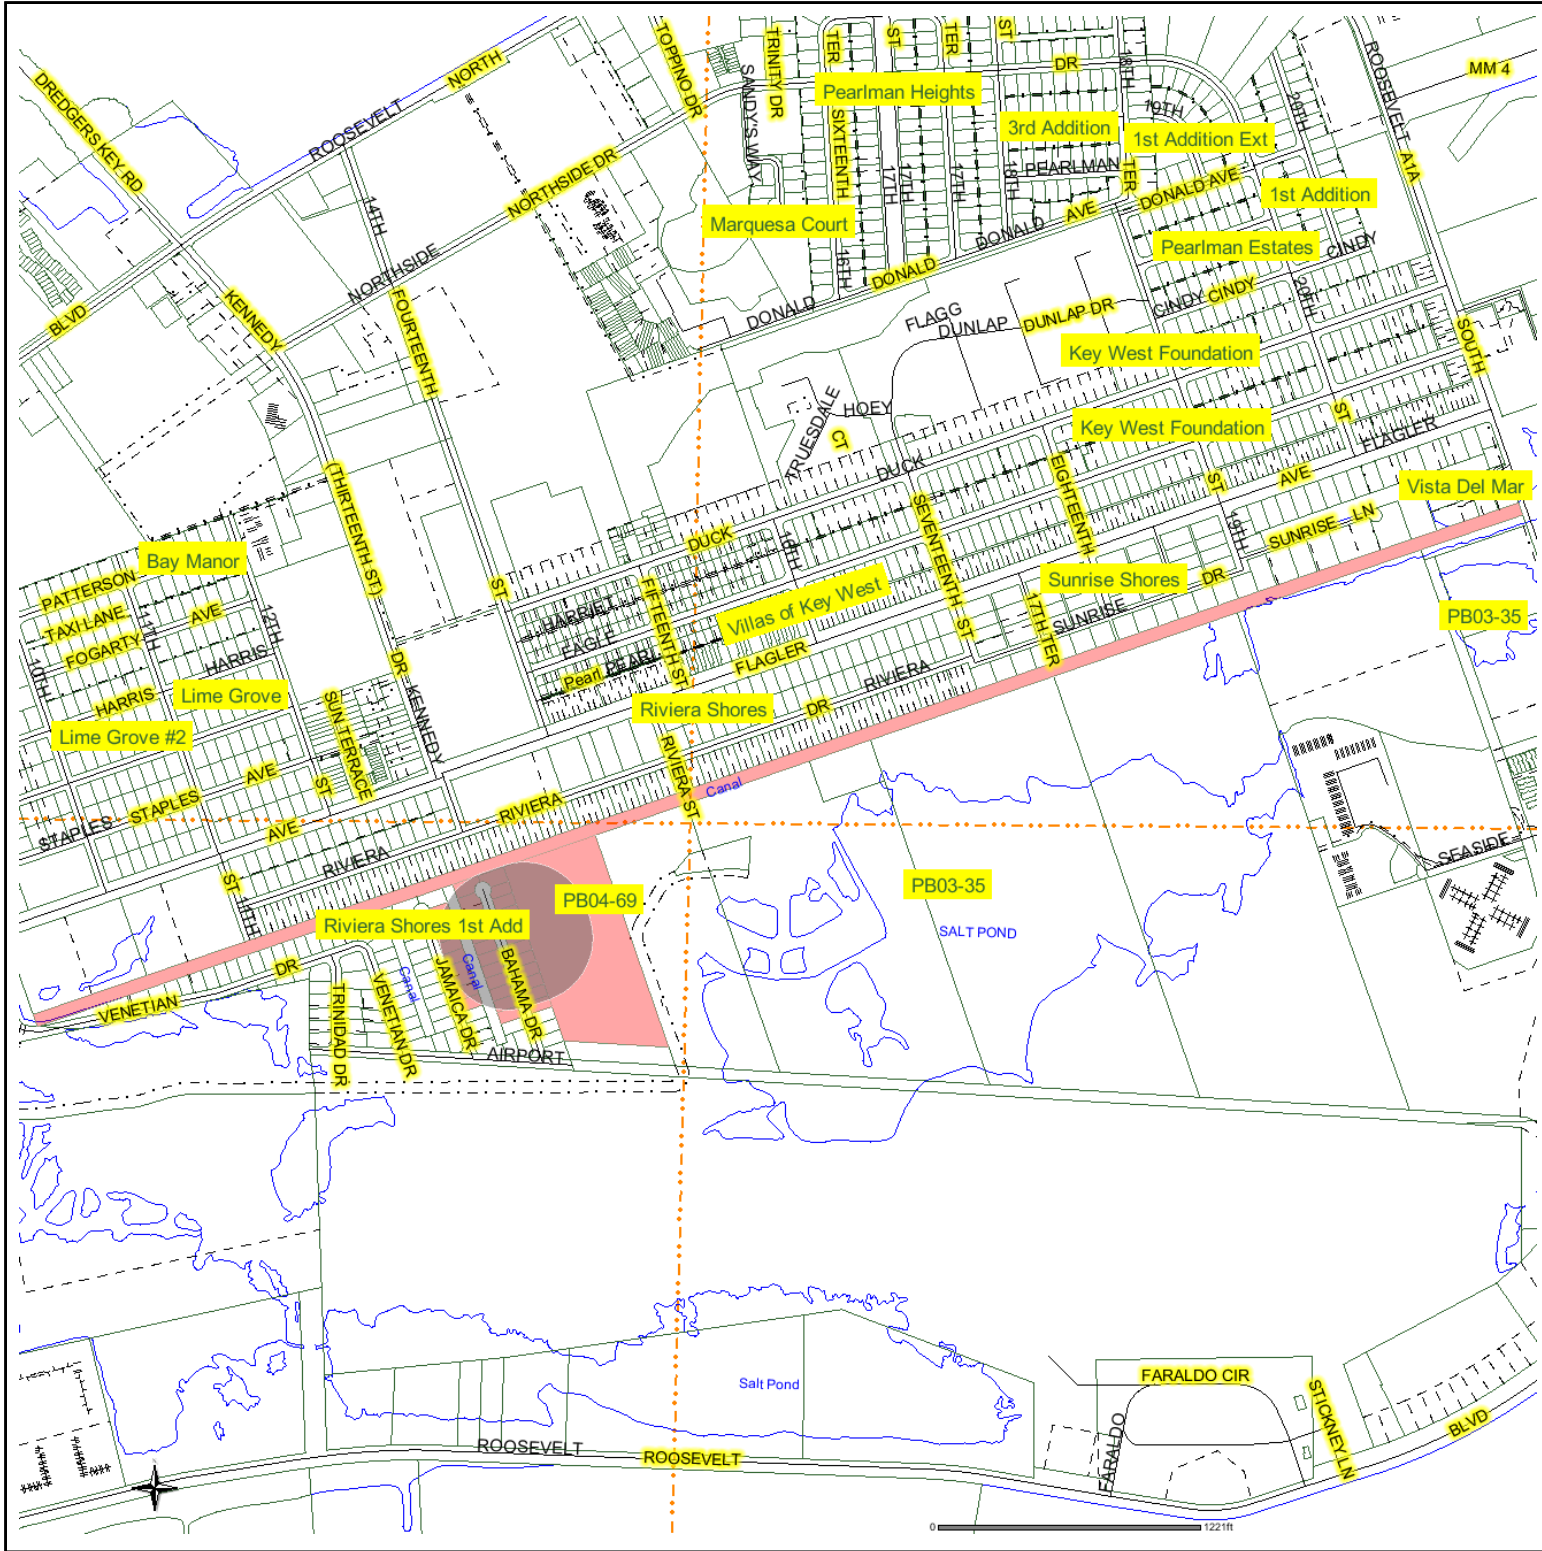 DREDGERS KEY RD
ROOSEVELT
NORTH
TOPPINO DR
SANDY'S WAY
TRINITY DR
TER
ST
TER
ST
DR
18TH
ROOSEVELT
MM 4
Pearlman Heights
SIXTEENTH
3rd Addition
19TH
1st Addition Ext
20TH
A1A
NORTHSIDE DR
14TH
PEARLMAN
TER
17TH
17TH
17TH
18TH
DONALD AVE
1st Addition
Marquesa Court
AVE
DONALD
Pearlman Estates
CINDY
NORTHSIDE
16TH
DONALD
BLVD
KENNEDY
FOURTEENTH
DONALD
FLAGG
DUNLAP
DUNLAP DR
CINDY
CINDY
20TH
SOUTH
Key West Foundation
TRUESDALE
HOEY
CT
Key West Foundation
ST
FLAGLER
(THIRTEENTH ST)
DUCK
EIGHTEENTH
ST
AVE
Vista Del Mar
DUCK
SEVENTEENTH ST
19TH
SUNRISE LN
Bay Manor
PATTERSON
ST
16TH
TAXI LANE
AVE
12TH
HARRIET
FIFTEENTH ST
Villas of Key West
Sunrise Shores
DR
11TH
FOGARTY
EAGLE
17TH TER
SUNRISE
PB03-35
10TH
HARRIS
DR
Pearl
PEARL
FLAGLER
RIVIERA
HARRIS
Lime Grove
KENNEDY
Riviera Shores
DR
Lime Grove #2
SUN TERRACE
RIVIERA ST
Canal
AVE
ST
STAPLES
AVE
RIVIERA
STAPLES
RIVIERA
SEASIDE
ST
11TH
PB04-69
PB03-35
Riviera Shores 1st Add
SALT POND
DR
Canal
JAMAICA DR
Canal
BAHAMA DR
VENETIAN
TRINIDAD DR
VENETIAN DR
AIRPORT
Salt Pond
FARALDO CIR
STICKNEY LN
BLVD
FARALDO
ROOSEVELT
ROOSEVELT
0
1221ft